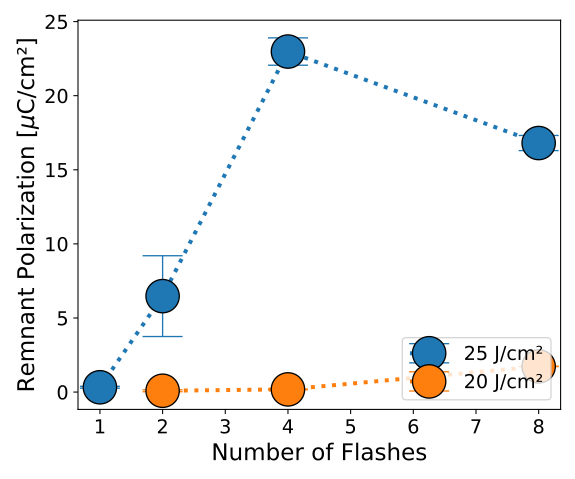 25
20
15
10
5
0
Remnant Polarization [μC/cm²]
1 2 3 4 5 6 7 8
Number of Flashes
25 J/cm²
20 J/cm²